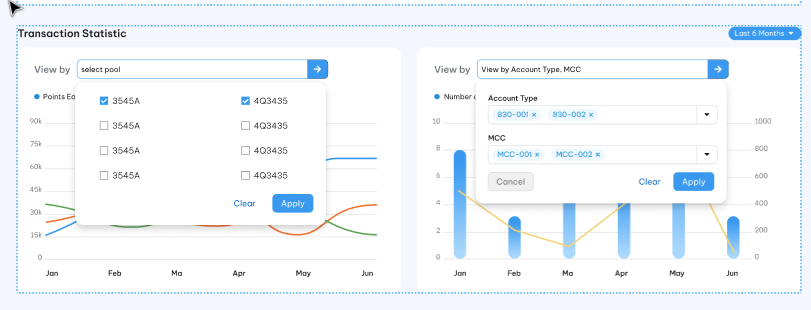 Transaction Statistic
Last 6 Months
View by
select pool
Points Ea
3545A
4Q3435
3545A
4Q3435
3545A
4Q3435
3545A
4Q3435
Clear
Apply
90k
75k
60k
45k
30k
15k
0
Jan
Feb
Ma
Apr
May
Jun
View by
View by Account Type, MCC
Number
Account Type
830-001 ×
830-002 ×
MCC
MCC-001 ×
MCC-002 ×
Cancel
Clear
Apply
10
8
6
4
2
0
1000
800
600
400
200
0
Jan
Feb
Ma
Apr
May
Jun